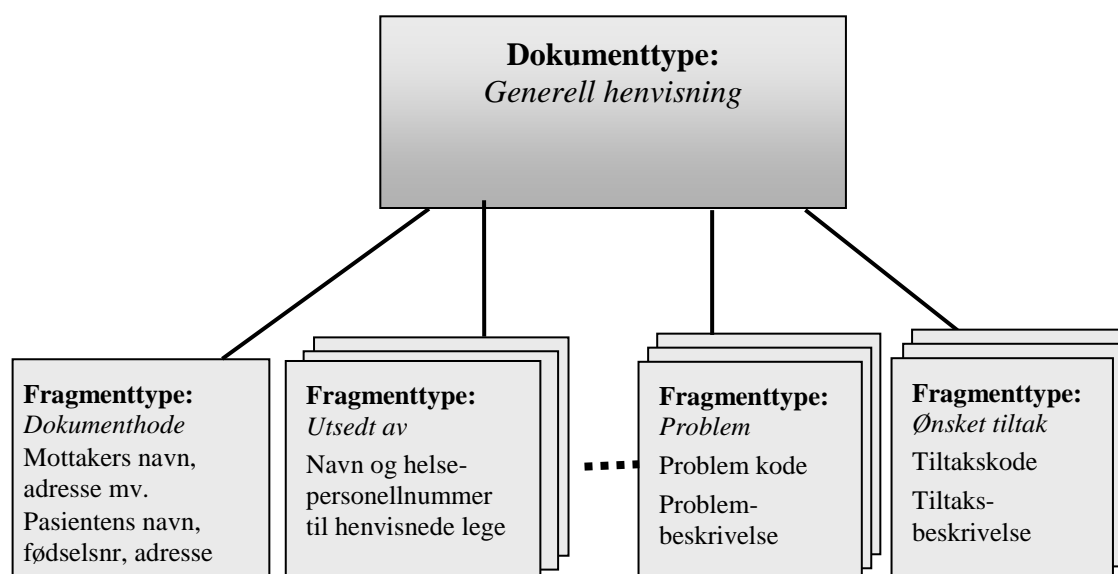 Dokumenttype:
Generell henvisning
Fragmenttype:
Dokumenthode
Mottakers navn,
adresse mv.
Pasientens navn,
fødselsnr, adresse
Fragmenttype:
Utsedt av
Navn og helse-
personellnummer
til henvisnede lege
Fragmenttype:
Problem
Problem kode
Problem-
beskrivelse
Fragmenttype:
Ønsket tiltak
Tiltakskode
Tiltaks-
beskrivelse